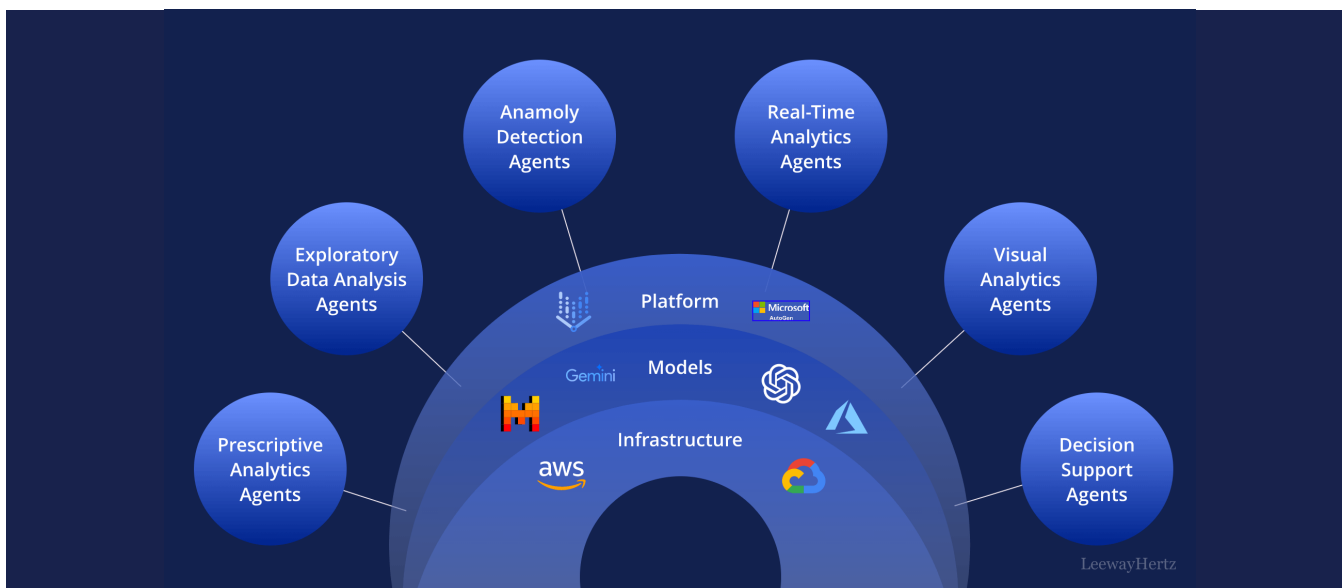 Anamoly
Detection
Agents
Real-Time
Analytics
Agents
Exploratory
Data Analysis
Agents
Visual
Analytics
Agents
Platform
Microsoft
AutoGen
Models
Gemini
Prescriptive
Analytics
Agents
Infrastructure
aws
Decision
Support
Agents
LeewayHertz